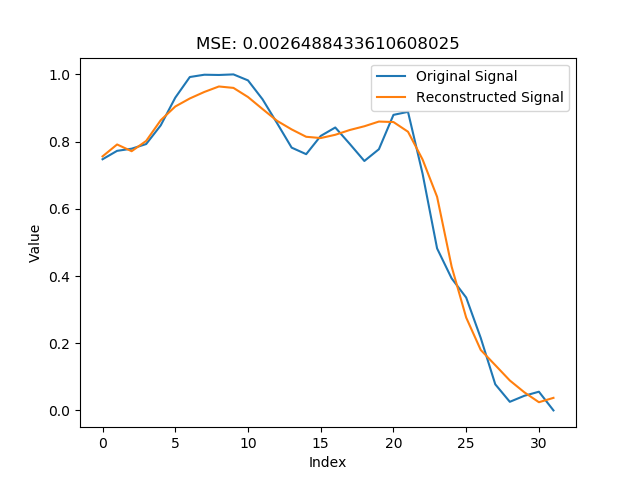 MSE: 0.0026488433610608025
Original Signal
Reconstructed Signal
Value
1.0
0.8
0.6
0.4
0.2
0.0
0 5 10 15 20 25 30
Index